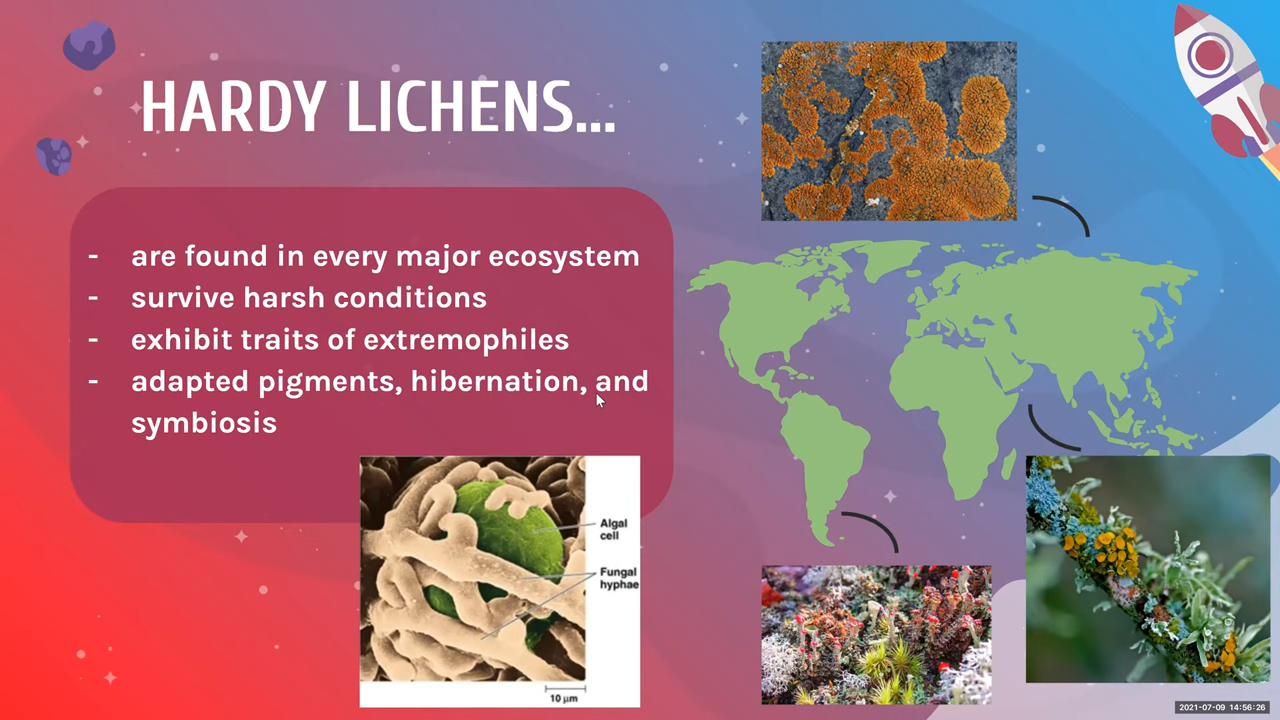 HARDY LICHENS...
- are found in every major ecosystem
- survive harsh conditions
- exhibit traits of extremophiles
- adapted pigments, hibernation, and
symbiosis
Algal
cell
Fungal
hyphae
10 µm
2021-07-09 14:56:26